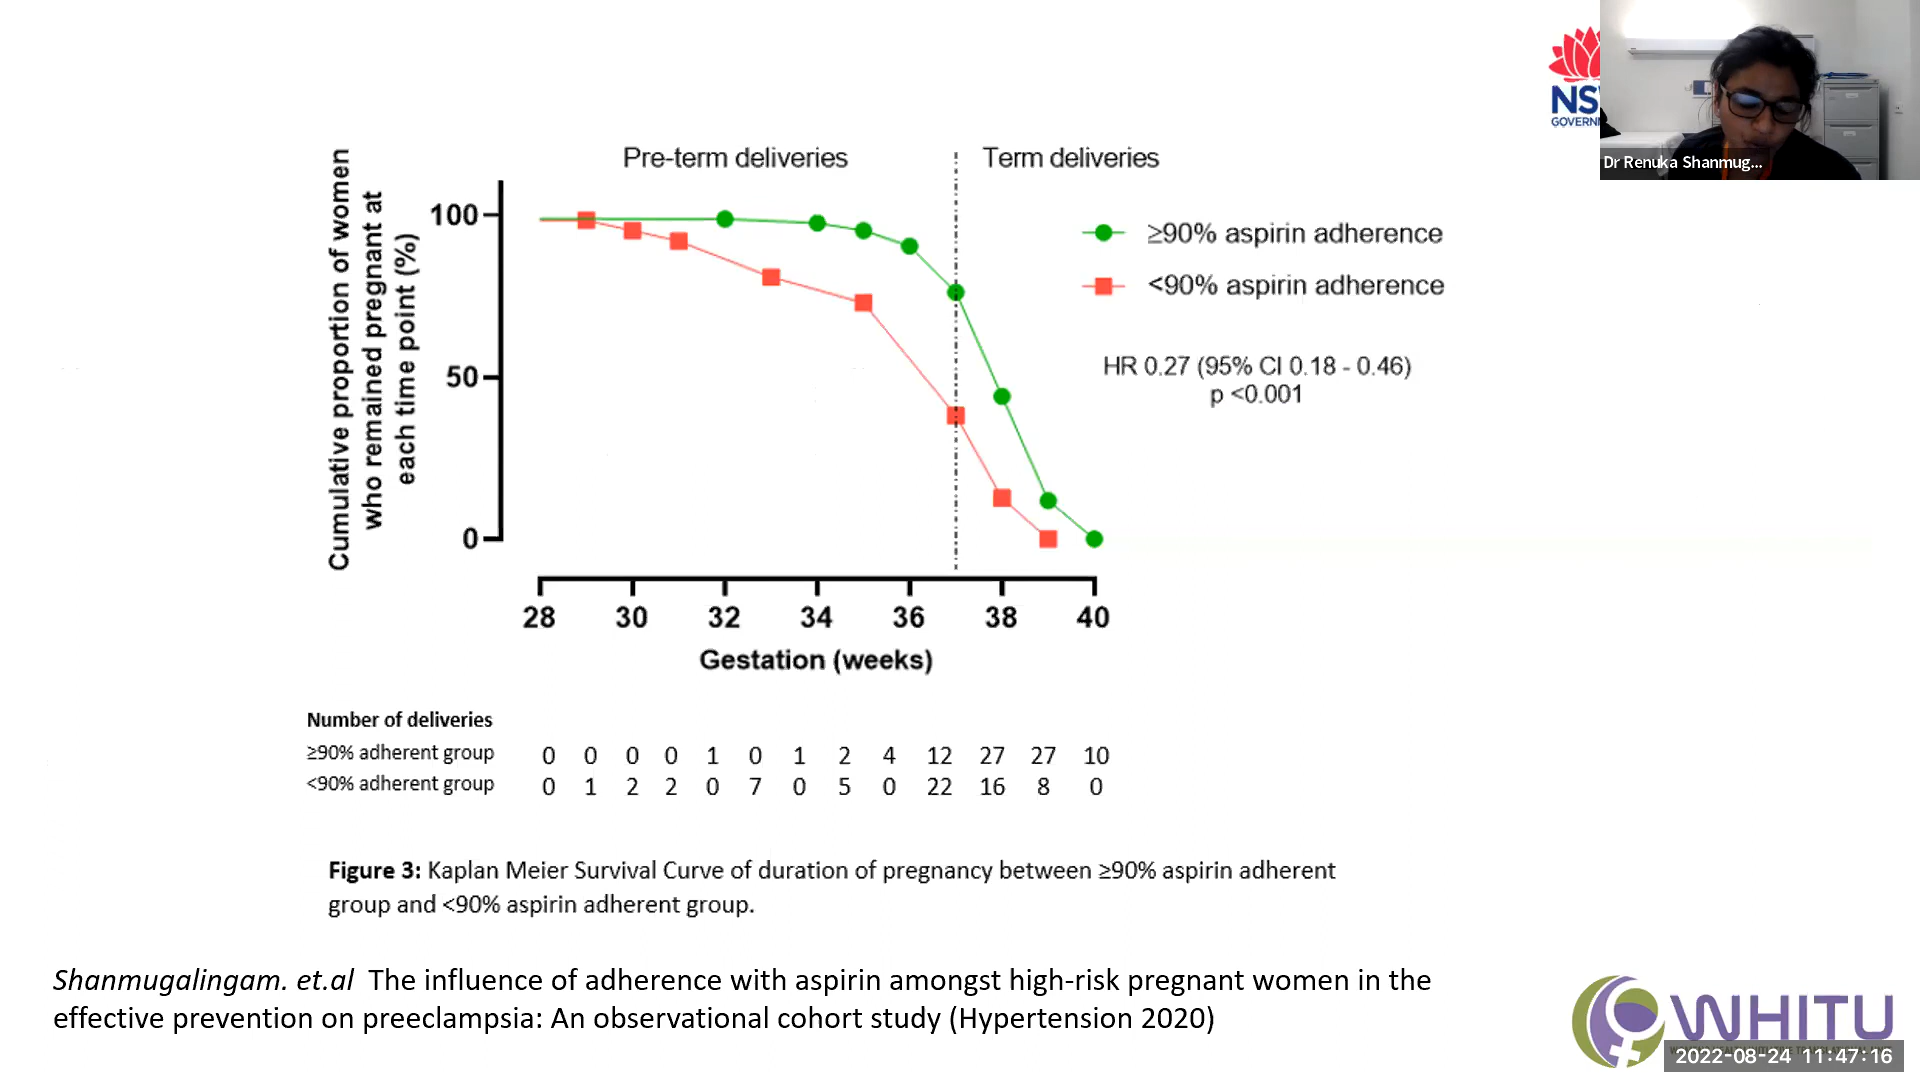 NS
GOVERNM
Dr Renuka Shanmug...
Pre-term deliveries
Term deliveries
Cumulative proportion of women
who remained pregnant at
each time point (%)
100
50
0
≥90% aspirin adherence
<90% aspirin adherence
HR 0.27 (95% CI 0.18 - 0.46)
p <0.001
28 30 32 34 36 38 40
Gestation (weeks)
Number of deliveries
≥90% adherent group 0 0 0 0 1 0 1 2 4 12 27 27 10
<90% adherent group 0 1 2 2 0 7 0 5 0 22 16 8 0
Figure 3: Kaplan Meier Survival Curve of duration of pregnancy between ≥90% aspirin adherent
group and <90% aspirin adherent group.
Shanmugalingam. et.al The influence of adherence with aspirin amongst high-risk pregnant women in the
effective prevention on preeclampsia: An observational cohort study (Hypertension 2020)
WHITU
2022-08-24 11:47:16